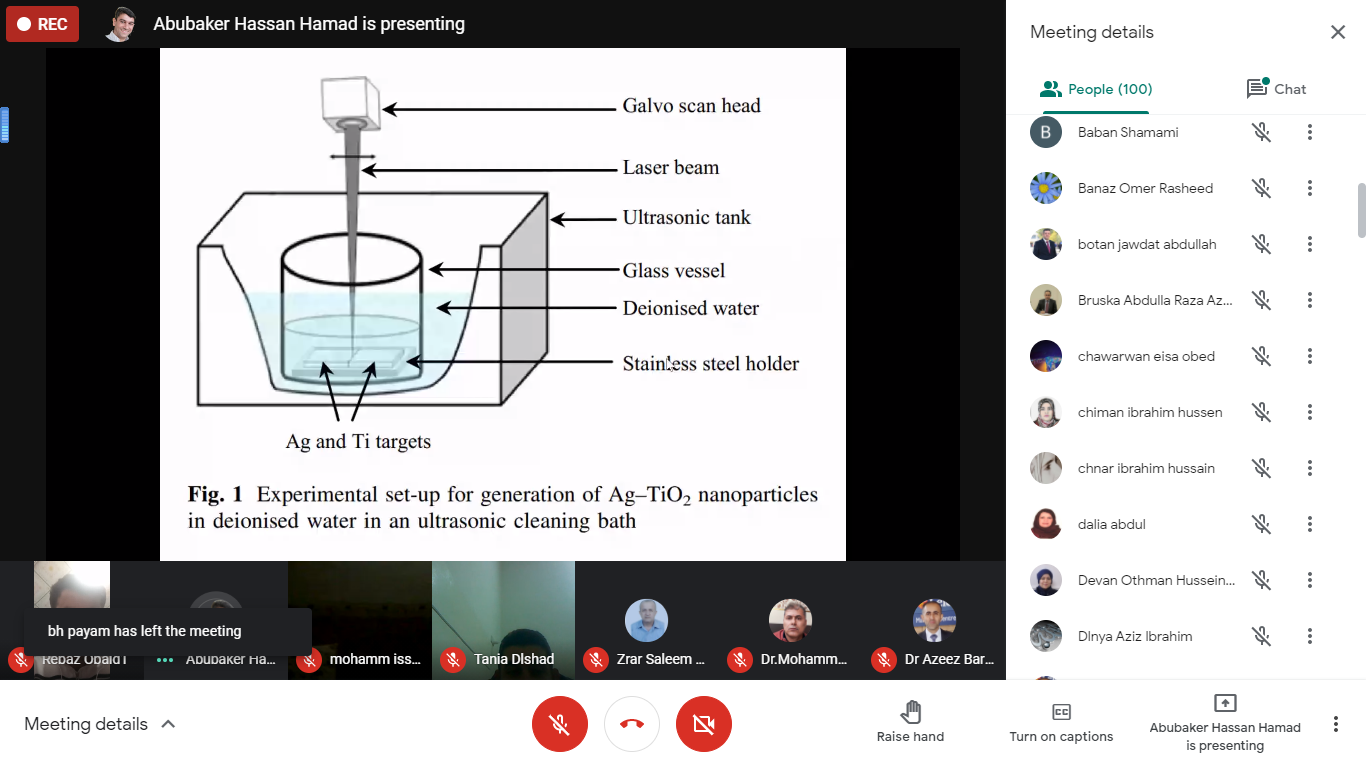 REC
Abubaker Hassan Hamad is presenting
Galvo scan head
Laser beam
Ultrasonic tank
Glass vessel
Deionised water
Stainless steel holder
Ag and Ti targets
Fig. 1 Experimental set-up for generation of Ag–TiO₂ nanoparticles
in deionised water in an ultrasonic cleaning bath
bh payam has left the meeting
Rebaz Ubaid I
Abubaker Ha...
mohamm iss...
Tania Dlshad
Zrar Saleem ...
Dr.Mohamm...
Dr Azeez Bar...
Meeting details
People (100)
Chat
B
Baban Shamami
Banaz Omer Rasheed
botan jawdat abdullah
Bruska Abdulla Raza Az...
chawarwan eisa obed
chiman ibrahim hussen
chnar ibrahim hussain
dalia abdul
Devan Othman Hussein...
Dlnya Aziz Ibrahim
Meeting details
Raise hand
CC
Turn on captions
Abubaker Hassan Hamad
is presenting